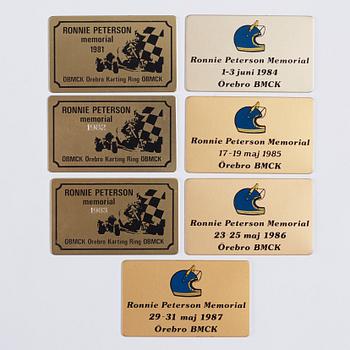 RONNIE PETERSON
memorial
1981
ÖBMCK Örebro Karting Ring ÖBMCK
RONNIE PETERSON
memorial
1982
ÖBMCK Örebro Karting Ring ÖBMCK
RONNIE PETERSON
memorial
1983
ÖBMCK Örebro Karting Ring ÖBMCK
Ronnie Peterson Memorial
1-3 juni 1984
Örebro BMCK
Ronnie Peterson Memorial
17-19 maj 1985
Örebro BMCK
Ronnie Peterson Memorial
23-25 maj 1986
Örebro BMCK
Ronnie Peterson Memorial
29-31 maj 1987
Örebro BMCK